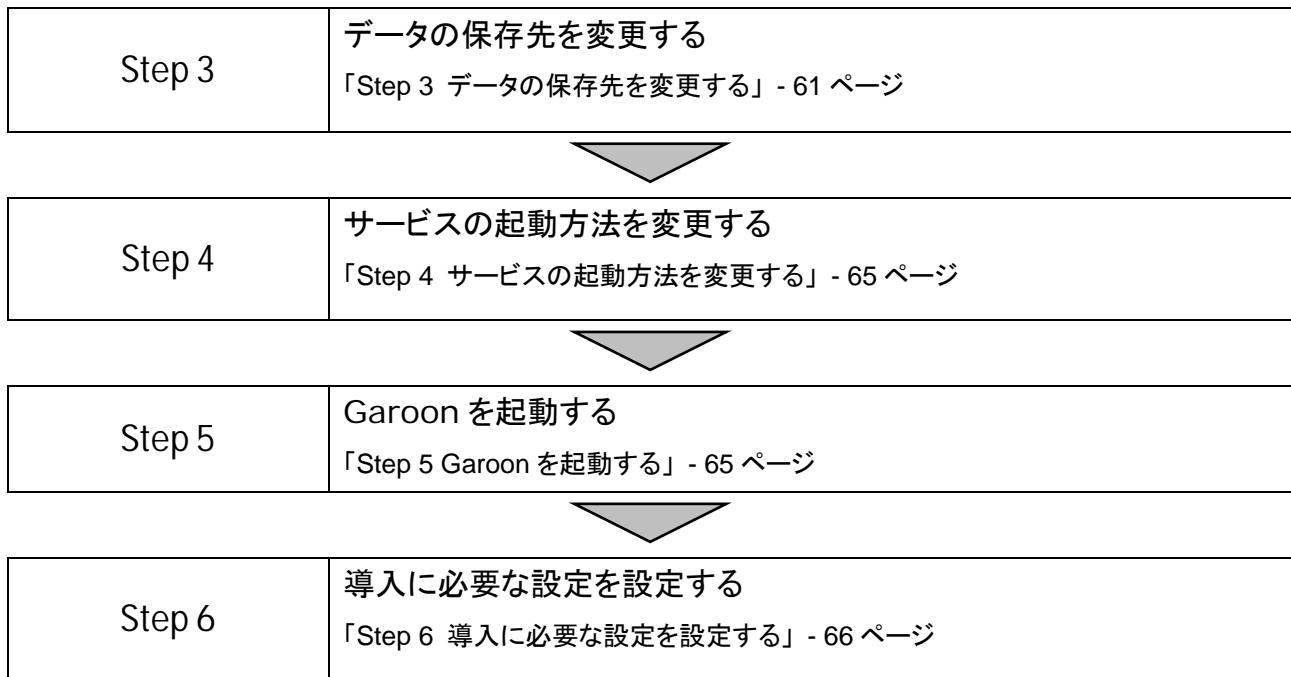 Step 3
データの保存先を変更する
「Step 3 データの保存先を変更する」 - 61 ページ
Step 4
サービスの起動方法を変更する
「Step 4 サービスの起動方法を変更する」 - 65 ページ
Step 5
Garoon を起動する
「Step 5 Garoon を起動する」 - 65 ページ
Step 6
導入に必要な設定を設定する
「Step 6 導入に必要な設定を設定する」 - 66 ページ